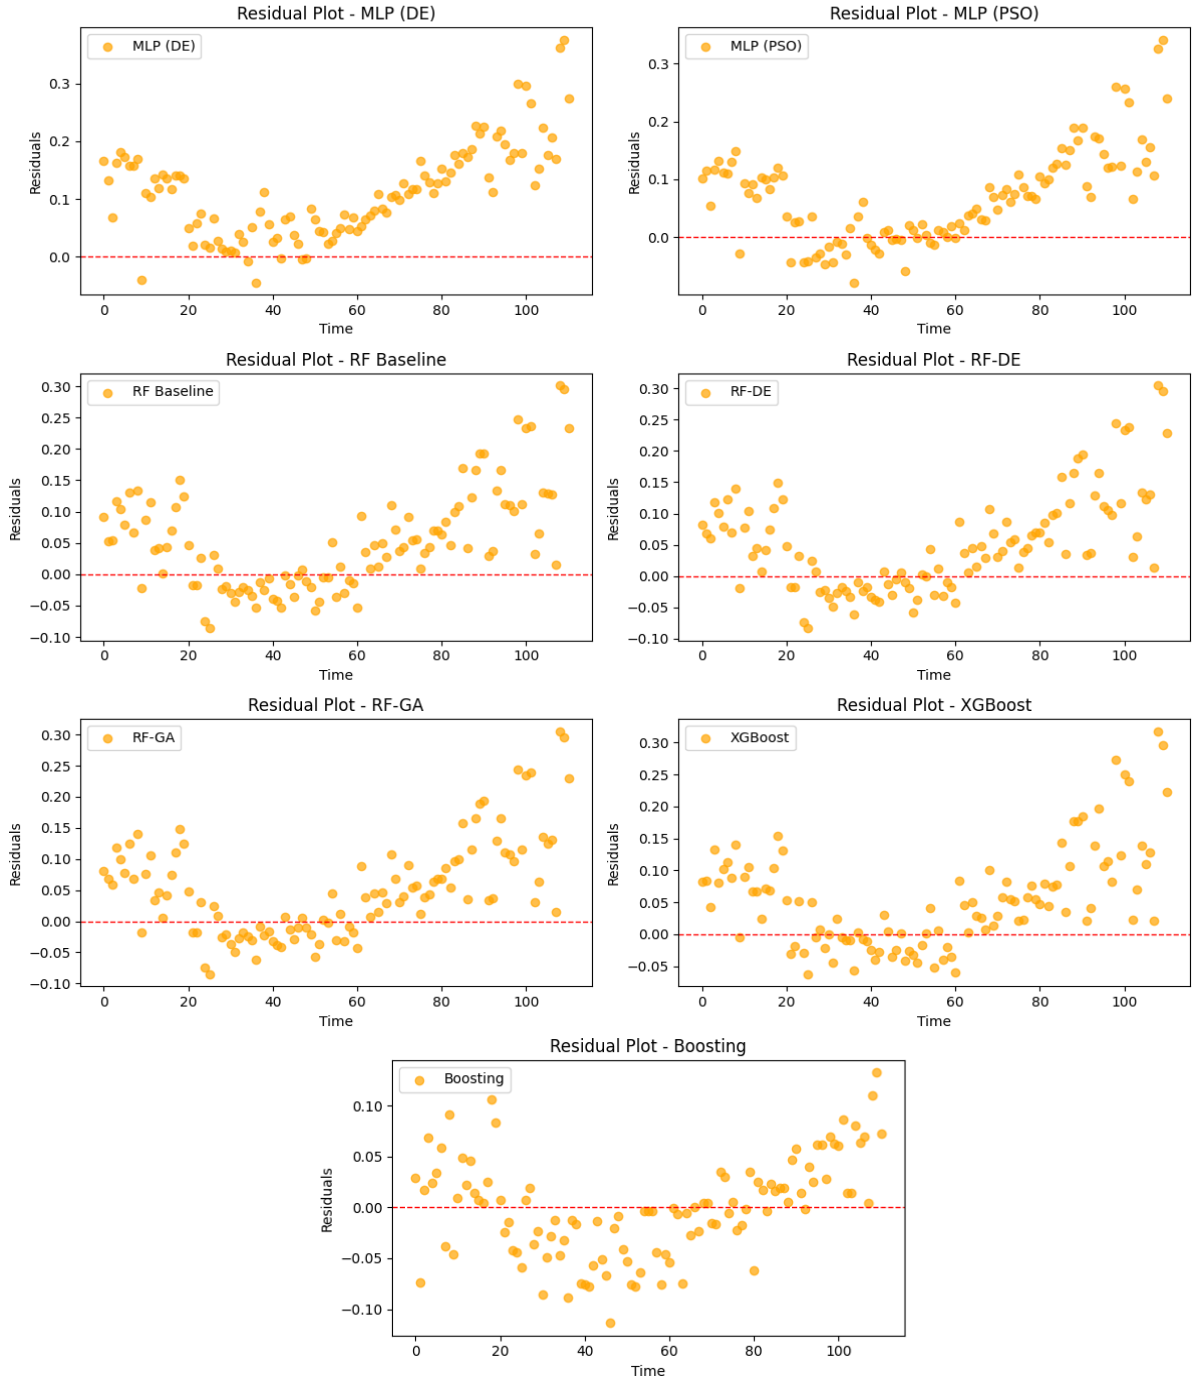 Residual Plot - MLP (DE)
MLP (DE)
Residuals
0.3
0.2
0.1
0.0
0 20 40 60 80 100
Time
Residual Plot - MLP (PSO)
MLP (PSO)
Residuals
0.3
0.2
0.1
0.0
0 20 40 60 80 100
Time
Residual Plot - RF Baseline
RF Baseline
Residuals
0.30
0.25
0.20
0.15
0.10
0.05
0.00
−0.05
−0.10
0 20 40 60 80 100
Time
Residual Plot - RF-DE
RF-DE
Residuals
0.30
0.25
0.20
0.15
0.10
0.05
0.00
−0.05
−0.10
0 20 40 60 80 100
Time
Residual Plot - RF-GA
RF-GA
Residuals
0.30
0.25
0.20
0.15
0.10
0.05
0.00
−0.05
−0.10
0 20 40 60 80 100
Time
Residual Plot - XGBoost
XGBoost
Residuals
0.30
0.25
0.20
0.15
0.10
0.05
0.00
−0.05
0 20 40 60 80 100
Time
Residual Plot - Boosting
Boosting
Residuals
0.10
0.05
0.00
−0.05
−0.10
0 20 40 60 80 100
Time